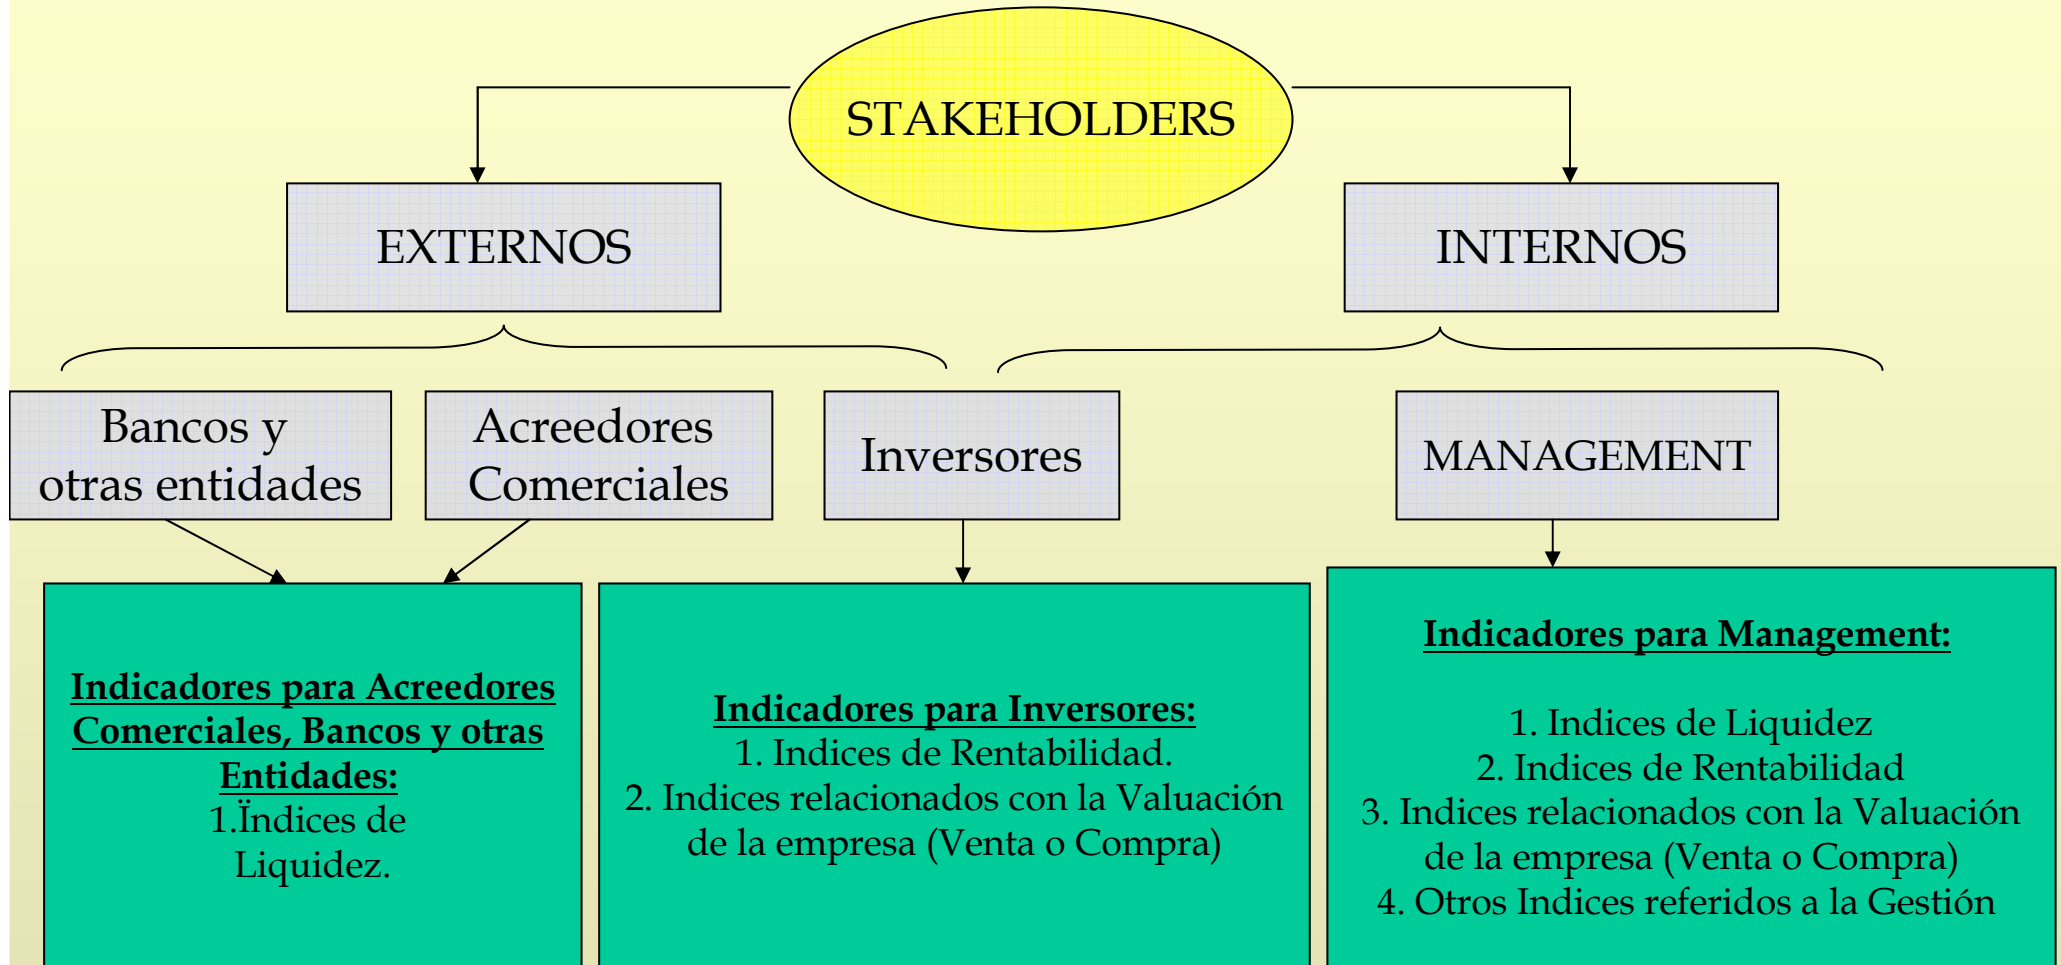 STAKEHOLDERS
EXTERNOS
INTERNOS
Bancos y
otras entidades
Acreedores
Comerciales
Inversores
MANAGEMENT
Indicadores para Acreedores
Comerciales, Bancos y otras
Entidades:
1.Ïndices de
Liquidez.
Indicadores para Inversores:
1. Indices de Rentabilidad.
2. Indices relacionados con la Valuación
de la empresa (Venta o Compra)
Indicadores para Management:
1. Indices de Liquidez
2. Indices de Rentabilidad
3. Indices relacionados con la Valuación
de la empresa (Venta o Compra)
4. Otros Indices referidos a la Gestión